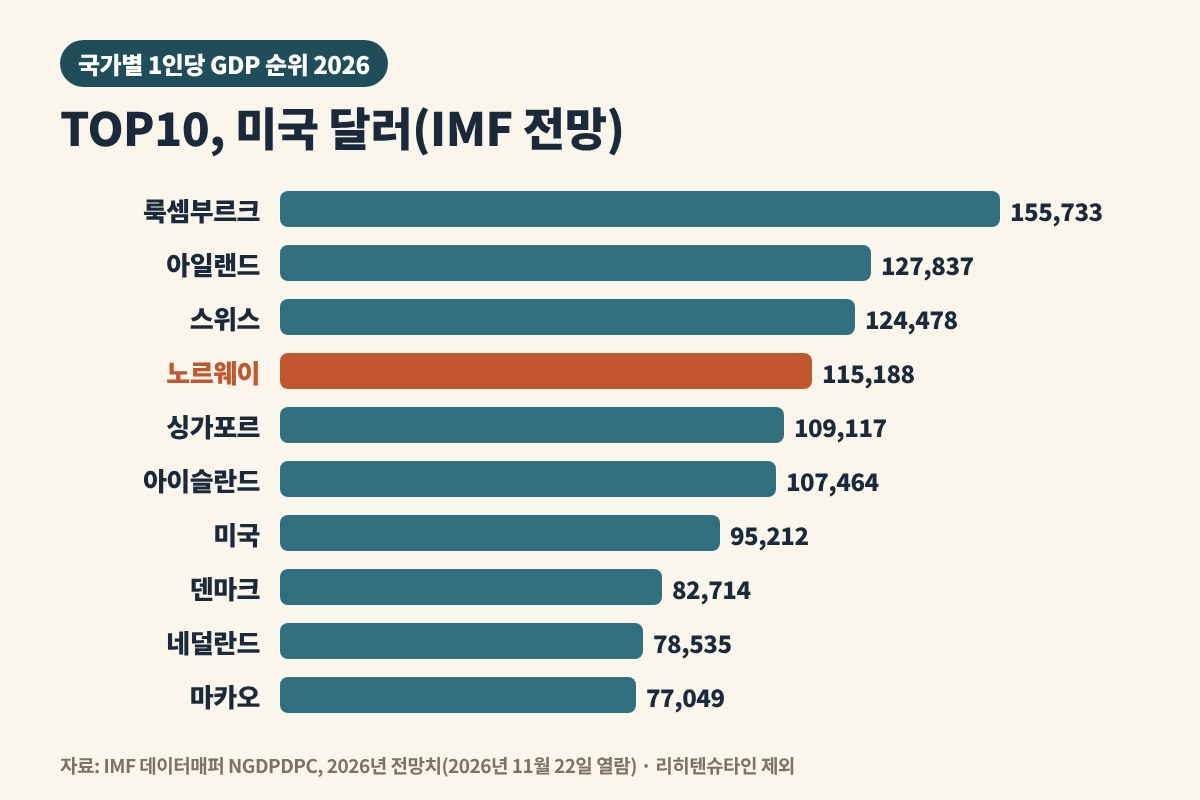 국가별 1인당 GDP 순위 2026
TOP10, 미국 달러(IMF 전망)
룩셈부르크 155,733
아일랜드 127,837
스위스 124,478
노르웨이 115,188
싱가포르 109,117
아이슬란드 107,464
미국 95,212
덴마크 82,714
네덜란드 78,535
마카오 77,049
자료: IMF 데이터매퍼 NGDPDPC, 2026년 전망치(2026년 11월 22일 열람) · 리히텐슈타인 제외